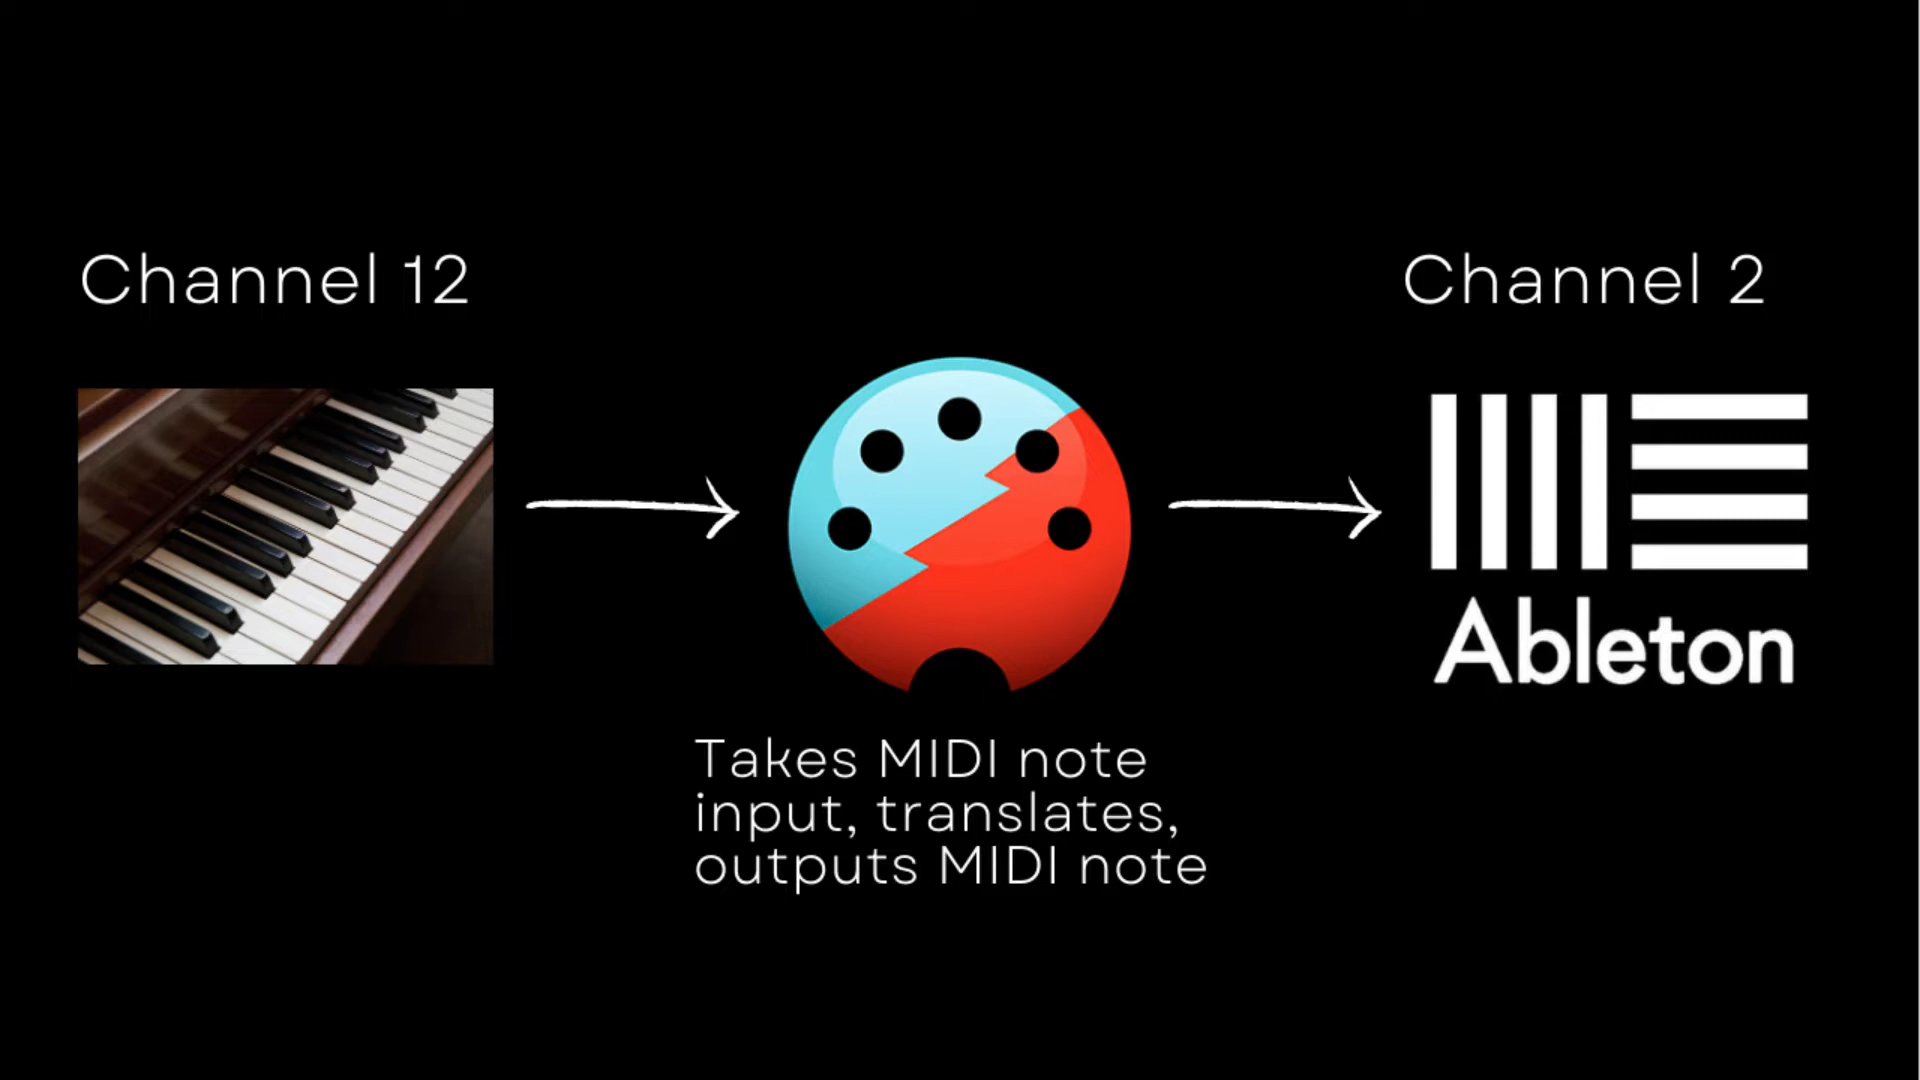 Channel 12
Channel 2
Ableton
Takes MIDI note
input, translates,
outputs MIDI note